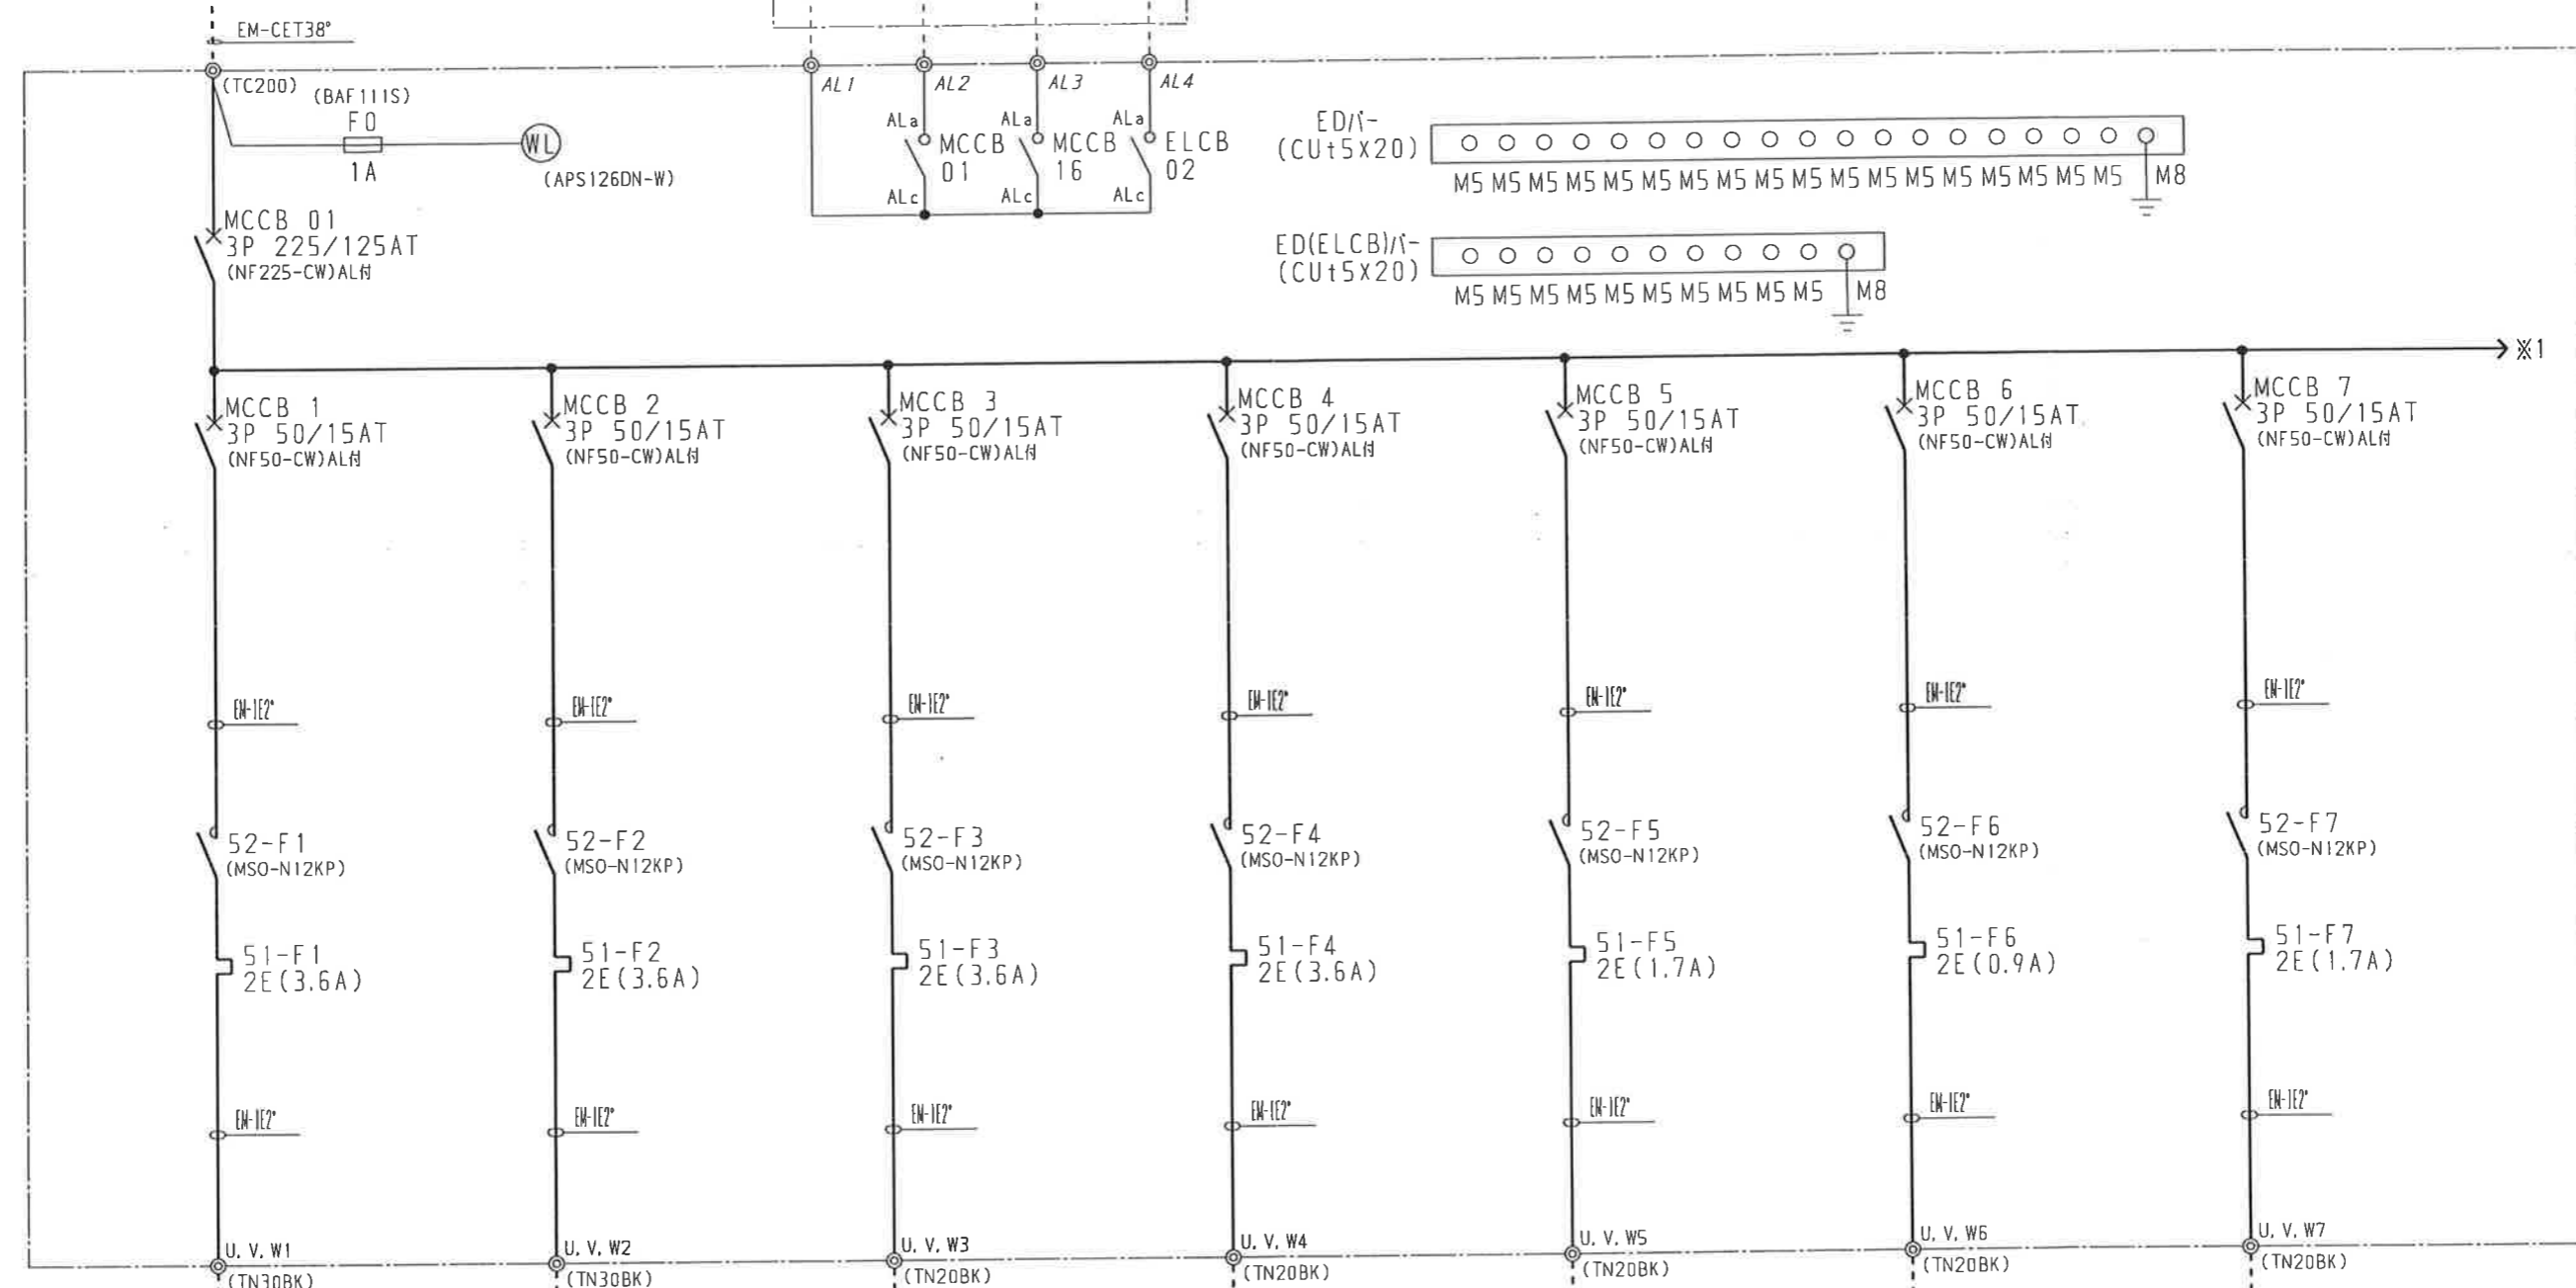 EM-CET38°
(TC200)
(BAF111S)
F0
1A
WL
(APS126DN-W)
AL1
AL2
AL3
AL4
ALa
MCCB
01
ALc
ALa
MCCB
16
ALc
ALa
ELCB
02
ALc
EDバー
(CUt5X20)
M5 M5 M5 M5 M5 M5 M5 M5 M5 M5 M5 M5 M5 M5 M5 M5 M5 M5 M8
ED(ELCB)バー
(CUt5X20)
M5 M5 M5 M5 M5 M5 M5 M5 M5 M5 M8
MCCB 01
3P 225/125AT
(NF225-CW)AL付
※1
MCCB 1
3P 50/15AT
(NF50-CW)AL付
MCCB 2
3P 50/15AT
(NF50-CW)AL付
MCCB 3
3P 50/15AT
(NF50-CW)AL付
MCCB 4
3P 50/15AT
(NF50-CW)AL付
MCCB 5
3P 50/15AT
(NF50-CW)AL付
MCCB 6
3P 50/15AT
(NF50-CW)AL付
MCCB 7
3P 50/15AT
(NF50-CW)AL付
EM-IE2°
EM-IE2°
EM-IE2°
EM-IE2°
EM-IE2°
EM-IE2°
EM-IE2°
52-F1
(MSO-N12KP)
52-F2
(MSO-N12KP)
52-F3
(MSO-N12KP)
52-F4
(MSO-N12KP)
52-F5
(MSO-N12KP)
52-F6
(MSO-N12KP)
52-F7
(MSO-N12KP)
51-F1
2E(3.6A)
51-F2
2E(3.6A)
51-F3
2E(3.6A)
51-F4
2E(3.6A)
51-F5
2E(1.7A)
51-F6
2E(0.9A)
51-F7
2E(1.7A)
EM-IE2°
EM-IE2°
EM-IE2°
EM-IE2°
EM-IE2°
EM-IE2°
EM-IE2°
U, V, W1
(TN30BK)
U, V, W2
(TN30BK)
U, V, W3
(TN20BK)
U, V, W4
(TN20BK)
U, V, W5
(TN20BK)
U, V, W6
(TN20BK)
U, V, W7
(TN20BK)